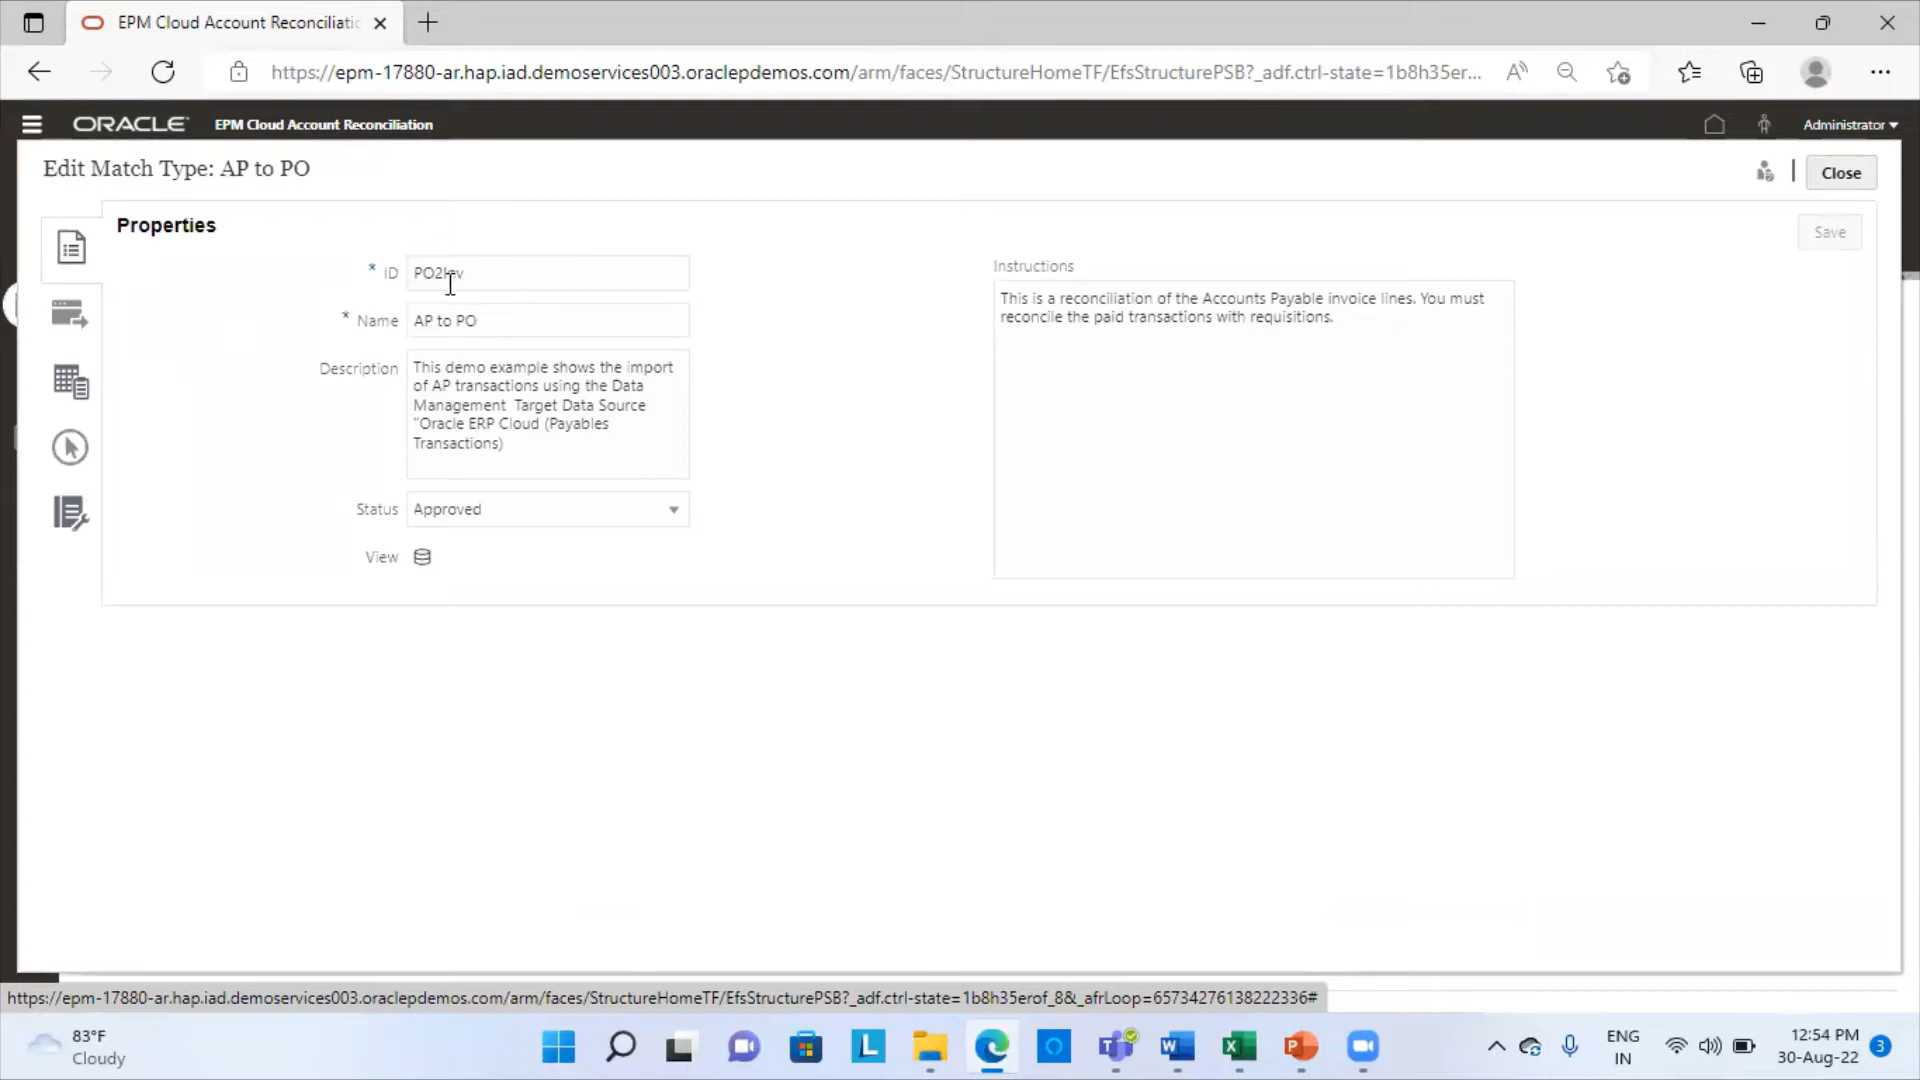 EPM Cloud Account Reconciliatic
https://epm-17880-ar.hap.iad.demoservices003.oraclepdemos.com/arm/faces/StructureHomeTF/EfsStructurePSB?_adf.ctrl-state=1b8h35er...
ORACLE
EPM Cloud Account Reconciliation
Administrator
Edit Match Type: AP to PO
Close
Properties
Save
* ID
* Name AP to PO
Description This demo example shows the import
of AP transactions using the Data
Management Target Data Source
"Oracle ERP Cloud (Payables
Transactions)
Status Approved
View
Instructions
This is a reconciliation of the Accounts Payable invoice lines. You must
reconcile the paid transactions with requisitions.
https://epm-17880-ar.hap.iad.demoservices003.oraclepdemos.com/arm/faces/StructureHomeTF/EfsStructurePSB?_adf.ctrl-state=1b8h35erof_8&_afrLoop=65734276138222336#
83°F
Cloudy
ENG
IN
12:54 PM
30-Aug-22
3